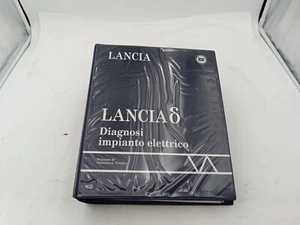 LANCIA
LANCIA δ
Diagnosi
impianto elettrico